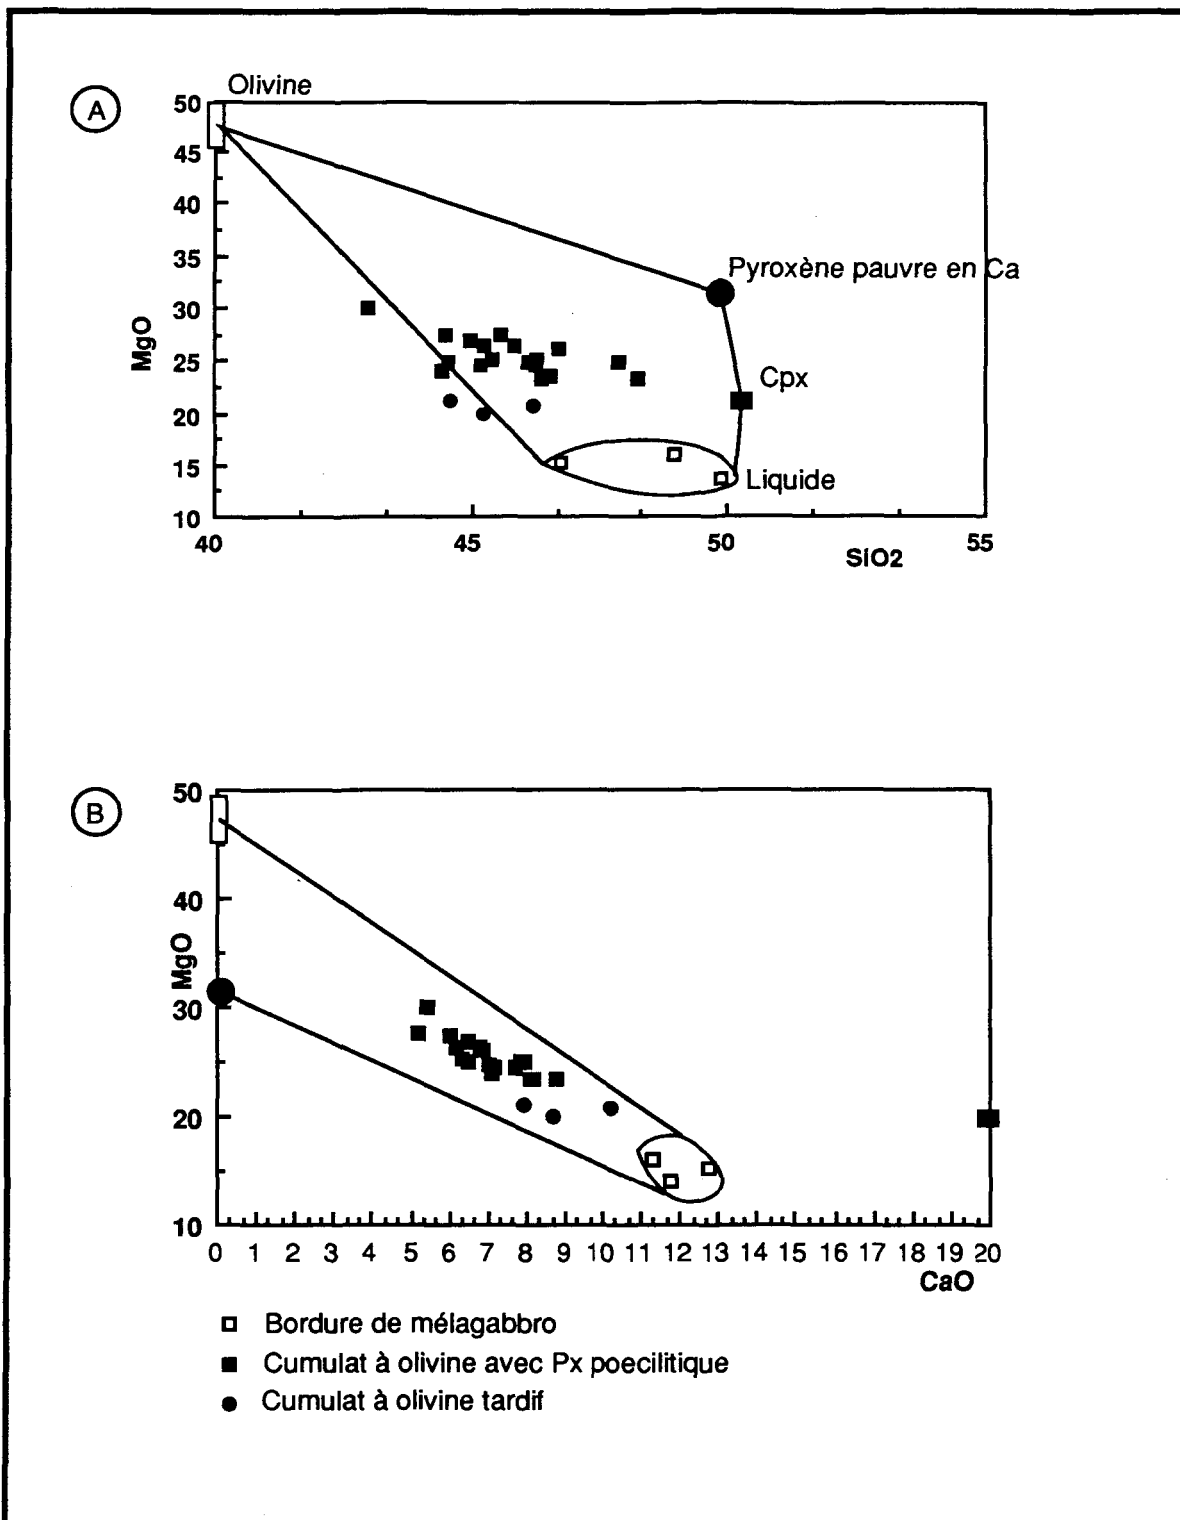 A
Olivine
50
45
40
35
30
25
20
15
10
MgO
Pyroxène pauvre en Ca
Cpx
Liquide
40 45 50 55
SiO2
B
50
40
30
20
10
MgO
0 1 2 3 4 5 6 7 8 9 10 11 12 13 14 15 16 17 18 19 20
CaO
Bordure de mélagabbro
Cumulat à olivine avec Px poecilitique
Cumulat à olivine tardif